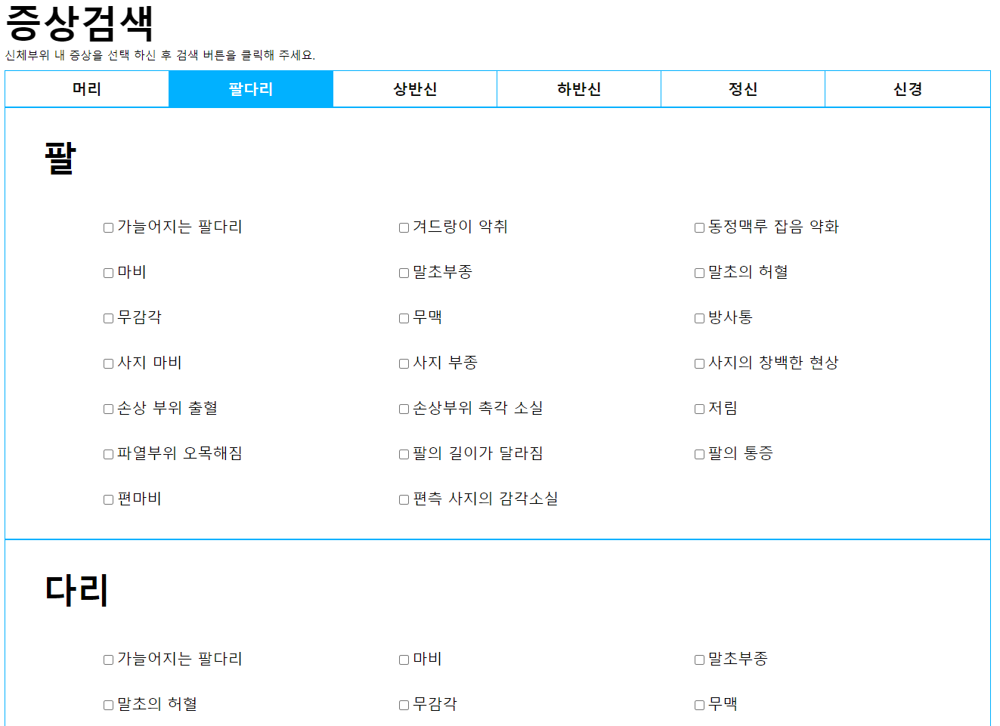 증상검색
신체부위 내 증상을 선택 하신 후 검색 버튼을 클릭해 주세요.
머리 팔다리 상반신 하반신 정신 신경
팔
가늘어지는 팔다리 겨드랑이 악취 동정맥루 잡음 약화
마비 말초부종 말초의 허혈
무감각 무맥 방사통
사지 마비 사지 부종 사지의 창백한 현상
손상 부위 출혈 손상부위 촉각 소실 저림
파열부위 오목해짐 팔의 길이가 달라짐 팔의 통증
편마비 편측 사지의 감각소실
다리
가늘어지는 팔다리 마비 말초부종
말초의 허혈 무감각 무맥